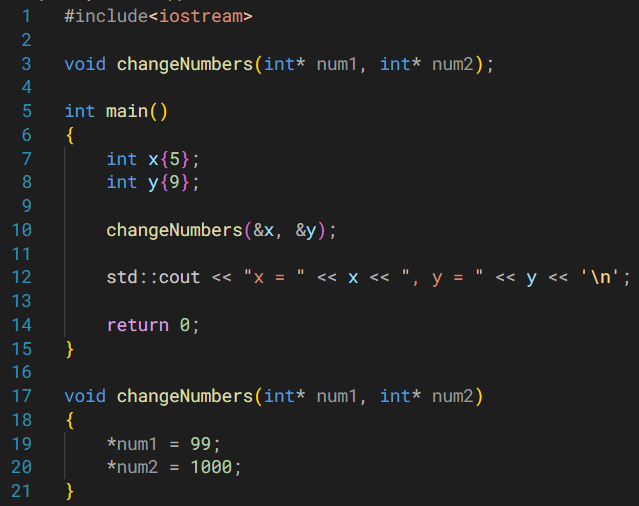 1 #include<iostream>
2
3 void changeNumbers(int* num1, int* num2);
4
5 int main()
6 {
7     int x{5};
8     int y{9};
9
10     changeNumbers(&x, &y);
11
12     std::cout << "x = " << x << ", y = " << y << '\n';
13
14     return 0;
15 }
16
17 void changeNumbers(int* num1, int* num2)
18 {
19     *num1 = 99;
20     *num2 = 1000;
21 }